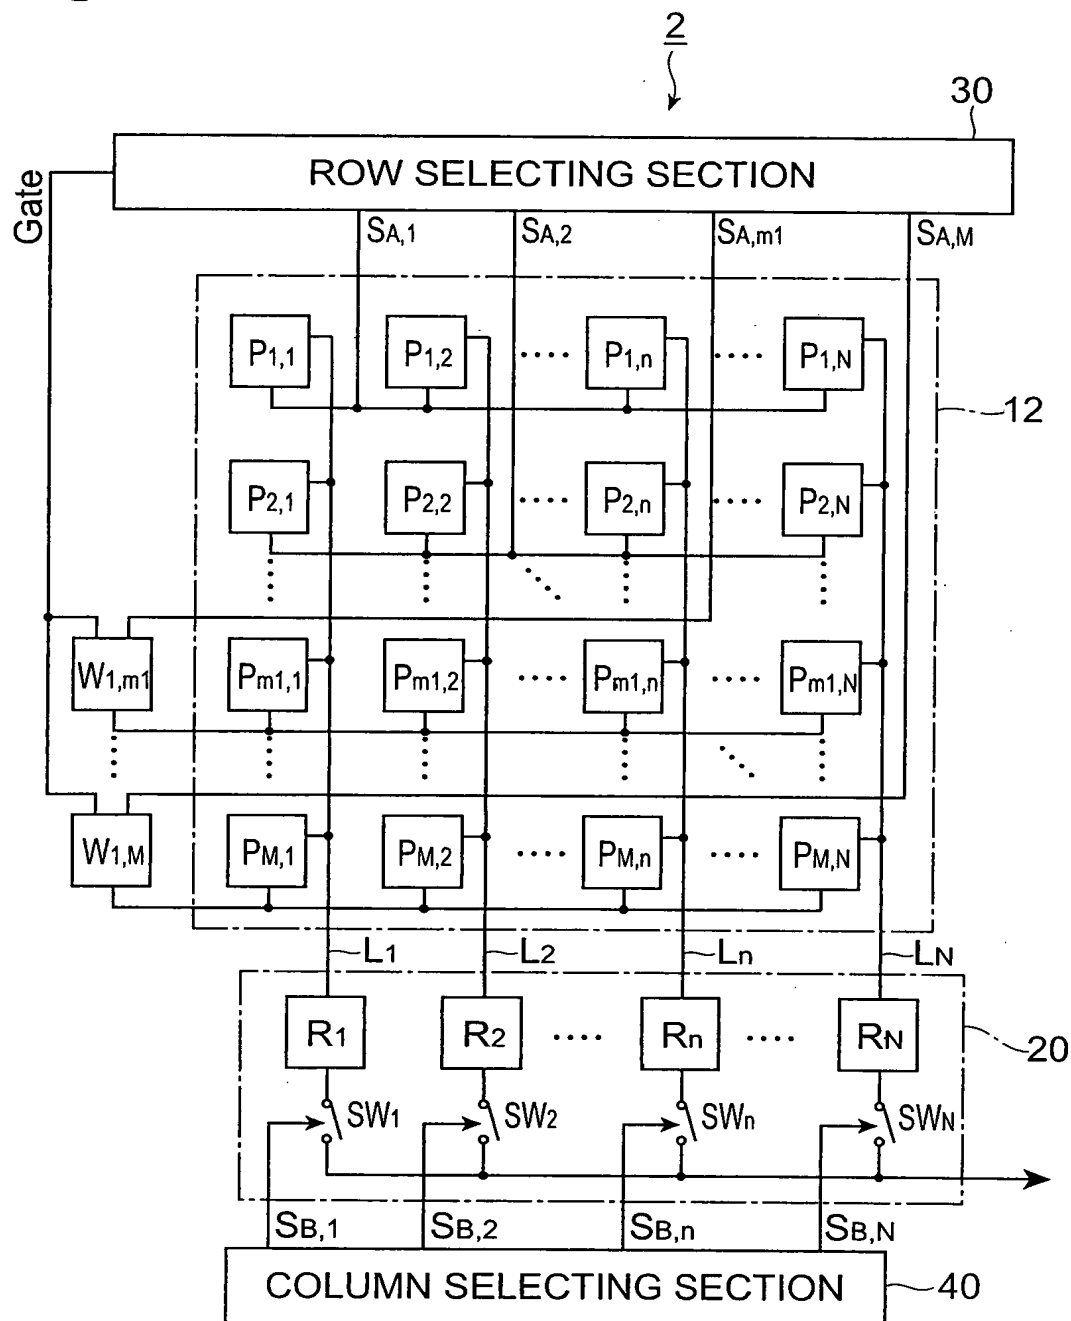 2
30
ROW SELECTING SECTION
Gate
SA,1 SA,2 SA,m1 SA,M
P1,1 P1,2 .... P1,n .... P1,N
12
P2,1 P2,2 .... P2,n .... P2,N
W1,m1 Pm1,1 Pm1,2 .... Pm1,n .... Pm1,N
W1,M PM,1 PM,2 .... PM,n .... PM,N
L1 L2 Ln LN
R1 R2 .... Rn .... RN
20
SW1 SW2 SWn SWN
SB,1 SB,2 SB,n SB,N
COLUMN SELECTING SECTION
40